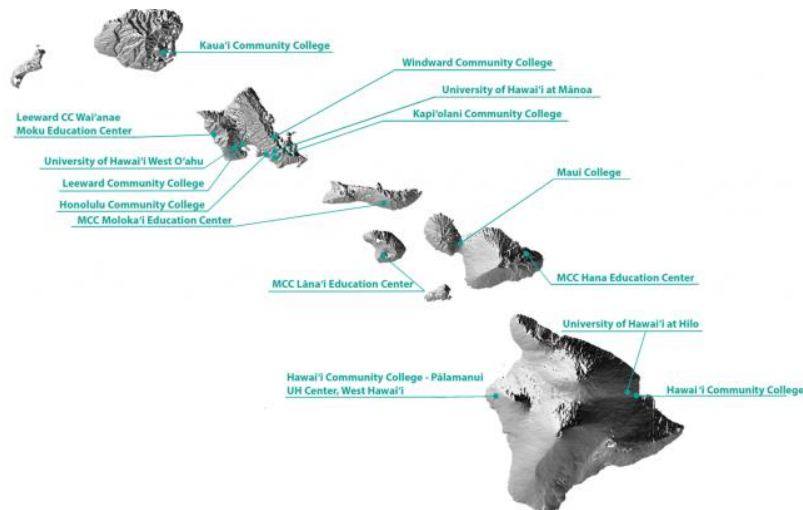 Kaua‘i Community College
Windward Community College
University of Hawai‘i at Mānoa
Kapi‘olani Community College
Leeward CC Wai‘anae
Moku Education Center
University of Hawai‘i West O‘ahu
Leeward Community College
Honolulu Community College
MCC Moloka‘i Education Center
Maui College
MCC Lāna‘i Education Center
MCC Hana Education Center
University of Hawai‘i at Hilo
Hawai‘i Community College - Pālamanui
UH Center, West Hawai‘i
Hawai ‘i Community College